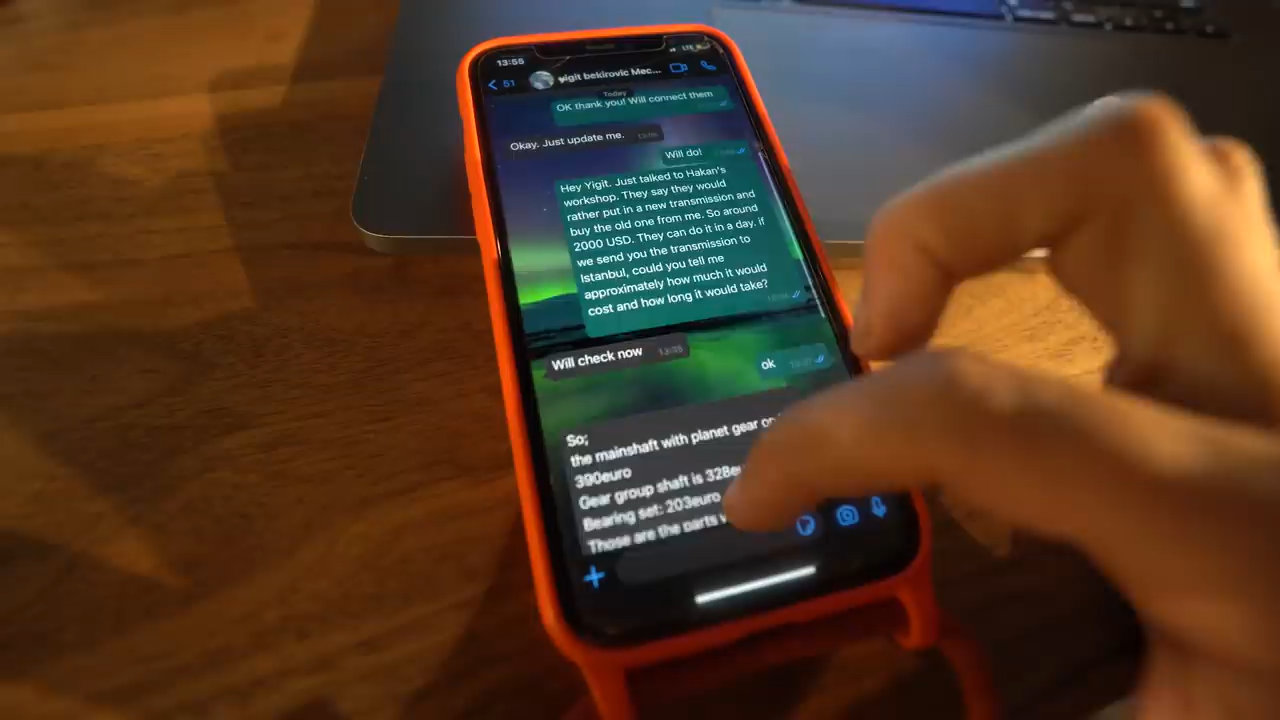 13:55
LTE
51
yigit bekirovic Mec...
Today
OK thank you! Will connect them
Okay. Just update me.
Will do!
Hey Yigit. Just talked to Hakan's
workshop. They say they would
rather put in a new transmission and
buy the old one from me. So around
2000 USD. They can do it in a day. if
we send you the transmission to
Istanbul, could you tell me
approximately how much it would
cost and how long it would take?
Will check now 13:35
ok
So;
the mainshaft with planet gear
390euro
Gear group shaft is
Bearing set: 203euro
Those are the parts